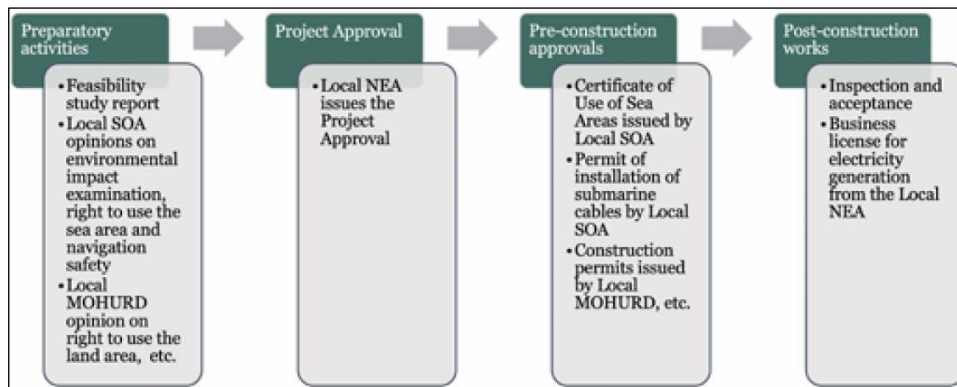 Preparatory
activities
•Feasibility
study report
•Local SOA
opinions on
environmental
impact
examination,
right to use the
sea area and
navigation
safety
•Local
MOHURD
opinion on
right to use the
land area, etc.
Project Approval
•Local NEA
issues the
Project
Approval
Pre-construction
approvals
•Certificate of
Use of Sea
Areas issued by
Local SOA
•Permit of
installation of
submarine
cables by Local
SOA
•Construction
permits issued
by Local
MOHURD, etc.
Post-construction
works
•Inspection and
acceptance
•Business
license for
electricity
generation
from the Local
NEA